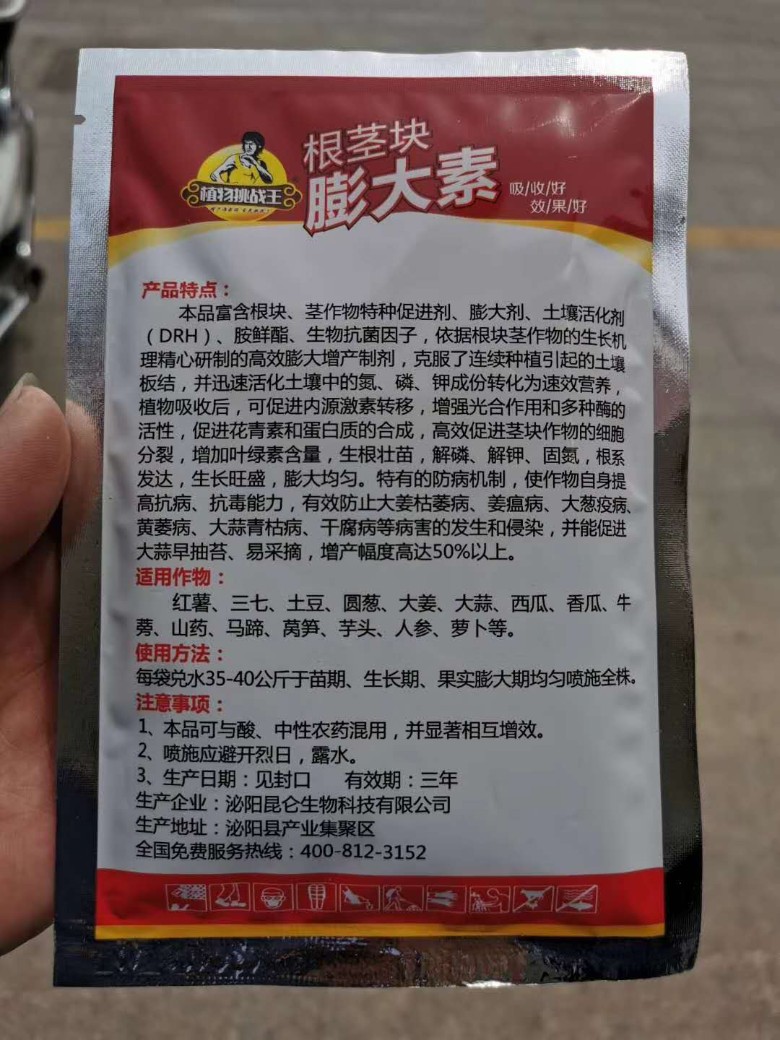 植物挑战王
根茎块
膨大素
吸/收/好
效/果/好
产品特点：
本品富含根块、茎作物特种促进剂、膨大剂、土壤活化剂
（DRH）、胺鲜酯、生物抗菌因子，依据根块茎作物的生长机
理精心研制的高效膨大增产制剂，克服了连续种植引起的土壤
板结，并迅速活化土壤中的氮、磷、钾成份转化为速效营养，
植物吸收后，可促进内源激素转移，增强光合作用和多种酶的
活性，促进花青素和蛋白质的合成，高效促进茎块作物的细胞
分裂，增加叶绿素含量，生根壮苗，解磷、解钾、固氮，根系
发达，生长旺盛，膨大均匀。特有的防病机制，使作物自身提
高抗病、抗毒能力，有效防止大姜枯萎病、姜瘟病、大葱疫病、
黄萎病、大蒜青枯病、干腐病等病害的发生和侵染，并能促进
大蒜早抽苔、易采摘，增产幅度高达50%以上。
适用作物：
红薯、三七、土豆、圆葱、大姜、大蒜、西瓜、香瓜、牛
蒡、山药、马蹄、莴笋、芋头、人参、萝卜等。
使用方法：
每袋兑水35-40公斤于苗期、生长期、果实膨大期均匀喷施全株。
注意事项：
1、本品可与酸、中性农药混用，并显著相互增效。
2、喷施应避开烈日，露水。
3、生产日期：见封口 有效期：三年
生产企业：泌阳昆仑生物科技有限公司
生产地址：泌阳县产业集聚区
全国免费服务热线：400-812-3152